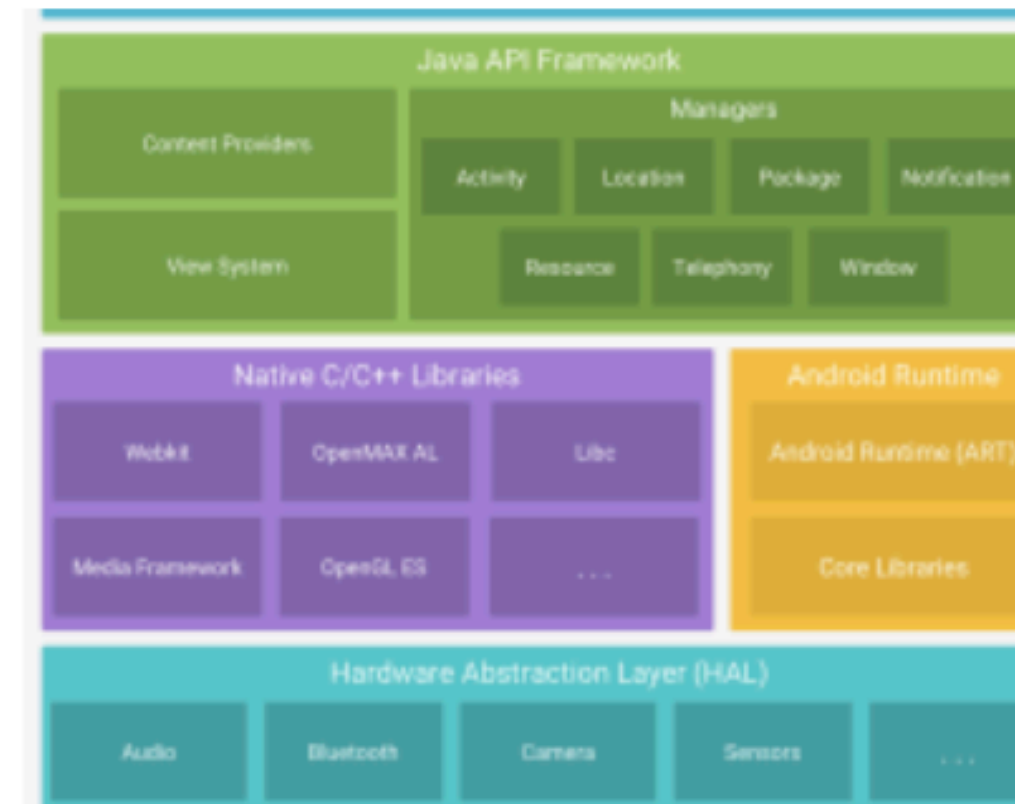 Java API Framework
Content Providers
Managers
Activity Location Package Notification
View System
Resource Telephony Window
Native C/C++ Libraries
Android Runtime
Webkit OpenMAX AL Libc
Android Runtime (ART)
Media Framework OpenGL ES ...
Core Libraries
Hardware Abstraction Layer (HAL)
Audio Bluetooth Camera Sensors ...